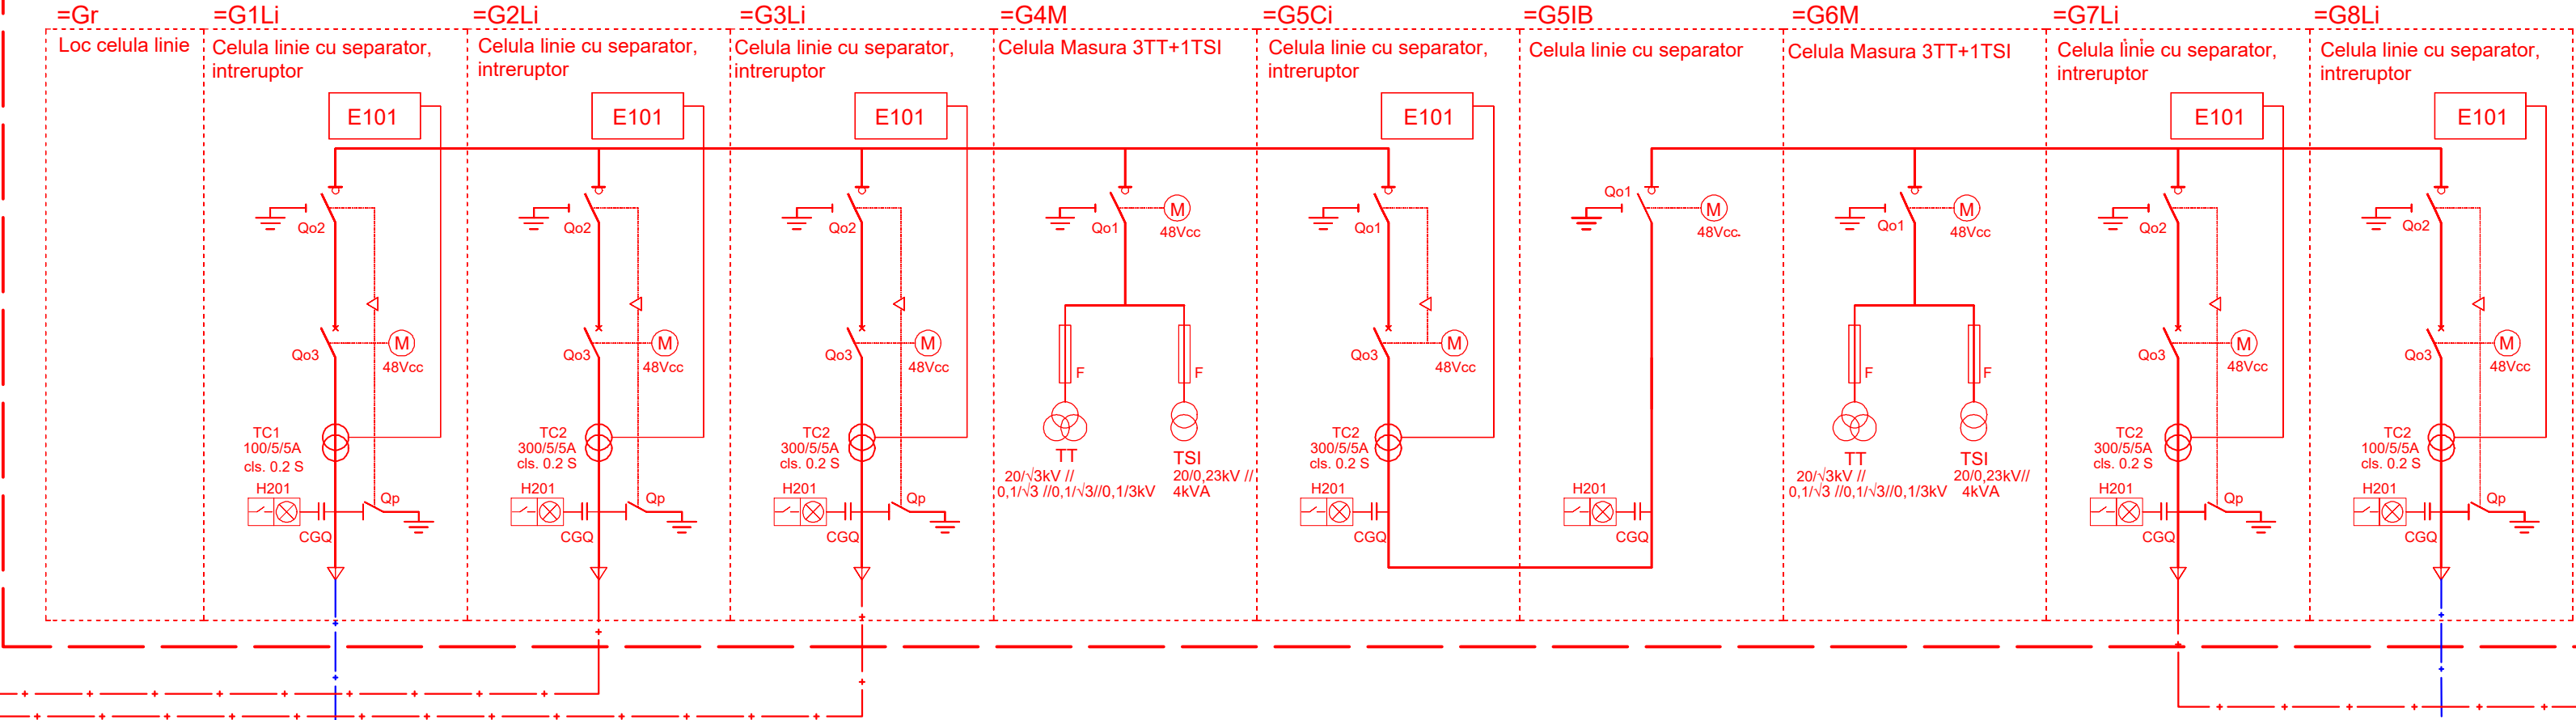 =Gr
Loc celula linie
=G1Li
Celula linie cu separator,
intreruptor
E101
Qo2
Qo3
M
48Vcc
TC1
100/5/5A
cls. 0.2 S
H201
Qp
CGQ
=G2Li
Celula linie cu separator,
intreruptor
E101
Qo2
Qo3
M
48Vcc
TC2
300/5/5A
cls. 0.2 S
H201
Qp
CGQ
=G3Li
Celula linie cu separator,
intreruptor
E101
Qo2
Qo3
M
48Vcc
TC2
300/5/5A
cls. 0.2 S
H201
Qp
CGQ
=G4M
Celula Masura 3TT+1TSI
M
Qo1
48Vcc
F
F
TT
20/√3kV //
0,1/√3 //0,1/√3//0,1/3kV
TSI
20/0,23kV //
4kVA
=G5Ci
Celula linie cu separator,
intreruptor
E101
Qo1
Qo3
M
48Vcc
TC2
300/5/5A
cls. 0.2 S
H201
CGQ
=G5IB
Celula linie cu separator
Qo1
M
48Vcc
H201
CGQ
=G6M
Celula Masura 3TT+1TSI
M
Qo1
48Vcc
F
F
TT
20/√3kV //
0,1/√3 //0,1/√3//0,1/3kV
TSI
20/0,23kV//
4kVA
=G7Li
Celula linie cu separator,
intreruptor
E101
Qo2
Qo3
M
48Vcc
TC2
300/5/5A
cls. 0.2 S
H201
Qp
CGQ
=G8Li
Celula linie cu separator,
intreruptor
E101
Qo2
Qo3
M
48Vcc
TC2
100/5/5A
cls. 0.2 S
H201
Qp
CGQ